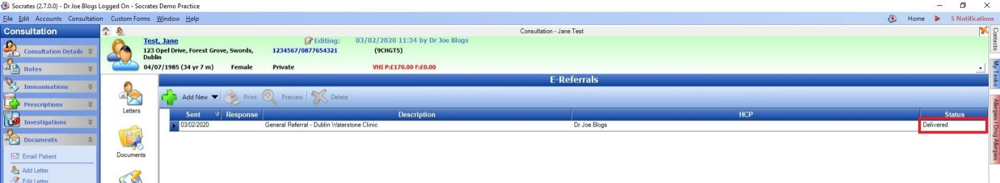 Socrates (2.7.0.0) - Dr Joe Blogs Logged On - Socrates Demo Practice
File Edit Accounts Consultation Custom Forms Window Help Home 5 Notifications
Consultation
Consultation - Jane Test
Test, Jane Editing: 03/02/2020 11:34 by Dr Joe Blogs
123 Opel Drive, Forest Grove, Swords, 1234567/0877654321 (9CHGT5)
Dublin
04/07/1985 (34 yr 7 m) Female Private VHI P:£170.00 F:£0.00
Consultation Details
Notes
Immunisations
Prescriptions
Investigations
Documents
Email Patient
Add Letter
Edit Letter
Letters
Documents
E-Referrals
Add New Print Preview Delete
Sent Response Description HCP Status
03/02/2020 General Referral - Dublin Waterstone Clinic Dr Joe Blogs Delivered
Contacts
My Tasks
Allergies / Drug Allergies